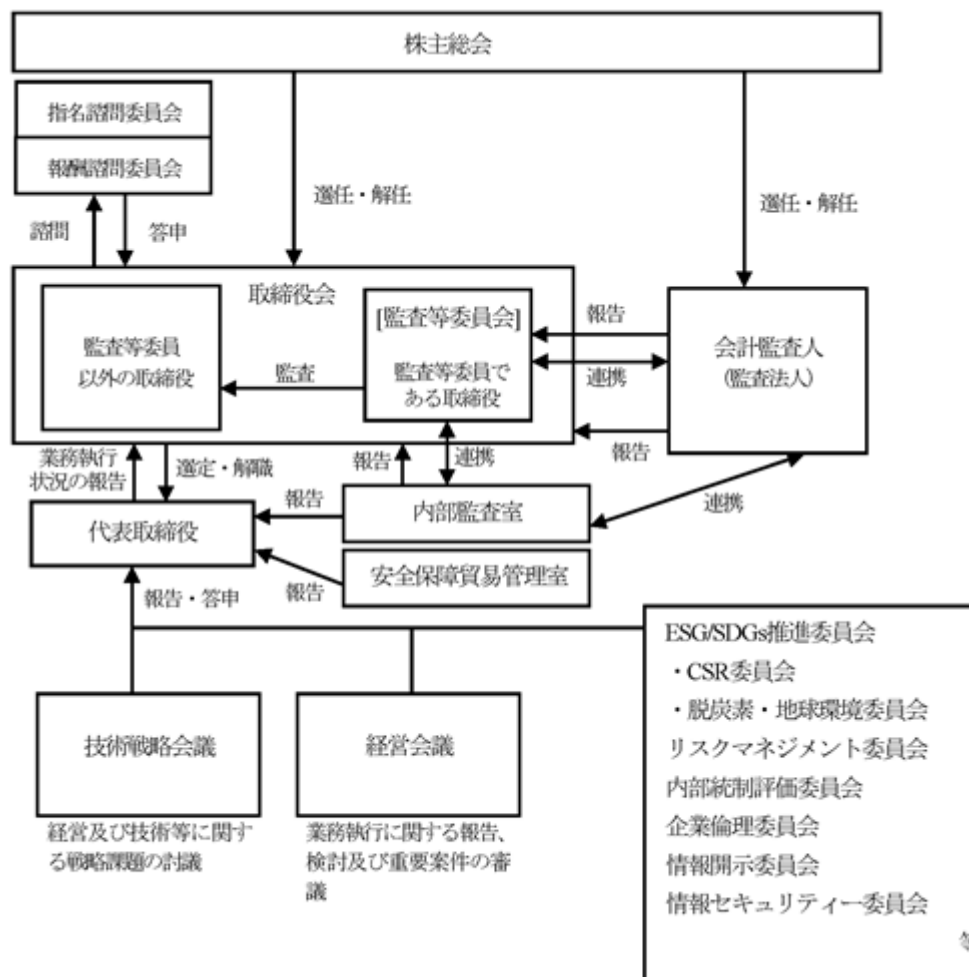 株主総会
指名諮問委員会
報酬諮問委員会
選任・解任
選任・解任
諮問
答申
取締役会
監査等委員
以外の取締役
監査
[監査等委員会]
監査等委員で
ある取締役
報告
連携
会計監査人
(監査法人)
報告
業務執行
状況の報告
選定・解職
報告
連携
連携
代表取締役
報告
内部監査室
報告
安全保障貿易管理室
報告・答申
技術戦略会議
経営及び技術等に関す
る戦略課題の討議
経営会議
業務執行に関する報告、
検討及び重要案件の審
議
ESG/SDGs推進委員会
・CSR委員会
・脱炭素・地球環境委員会
リスクマネジメント委員会
内部統制評価委員会
企業倫理委員会
情報開示委員会
情報セキュリティー委員会